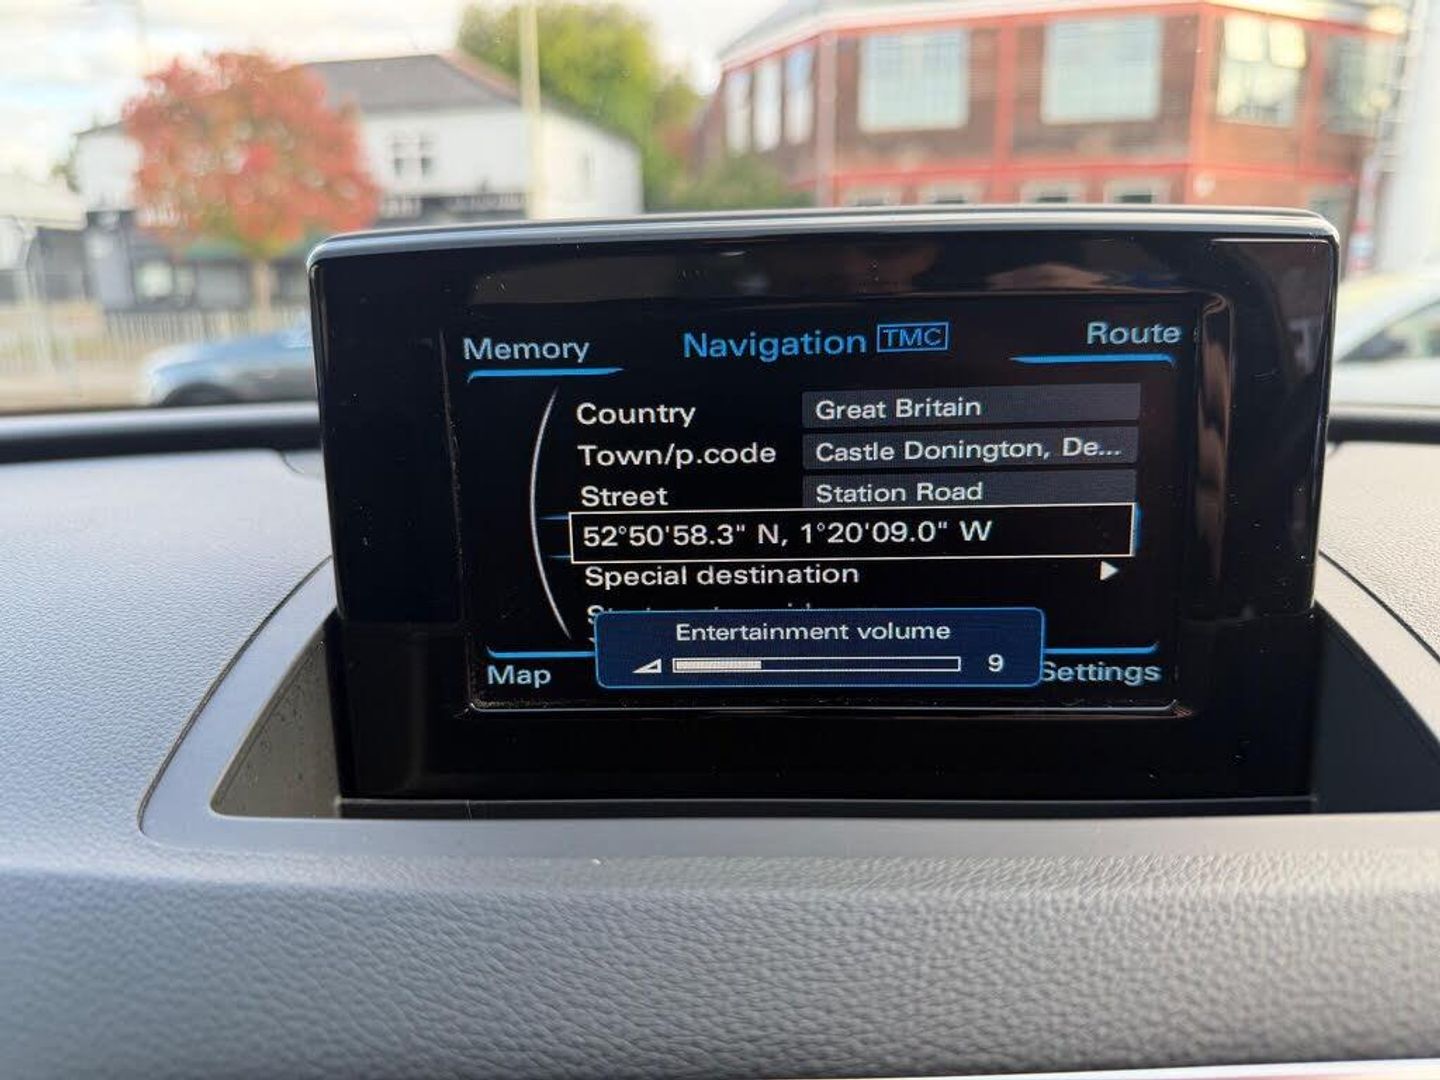 Memory
Navigation TMC
Route
Country Great Britain
Town/p.code Castle Donington, De...
Street Station Road
52°50'58.3" N, 1°20'09.0" W
Special destination
Entertainment volume
9
Map
Settings